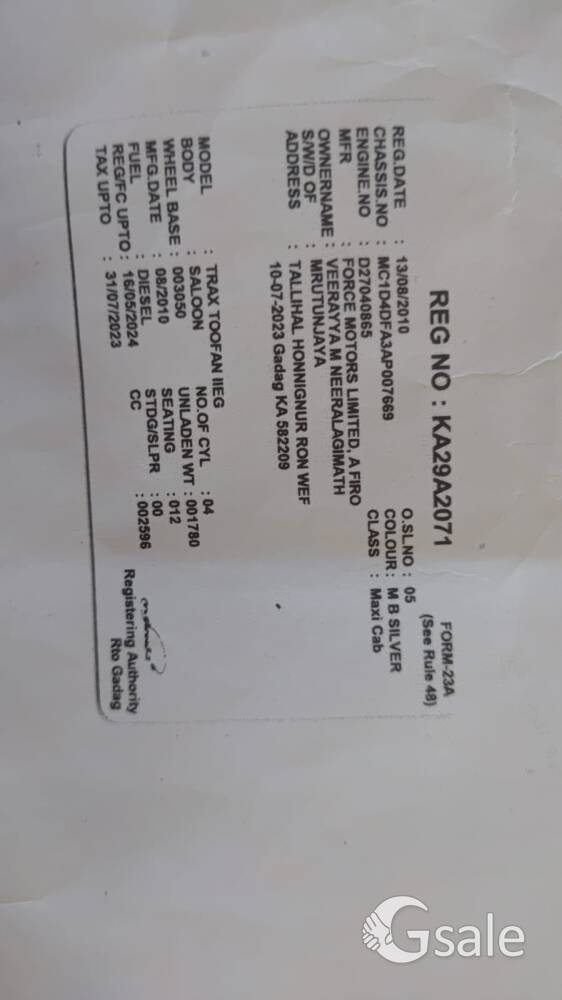 FORM-23A
(See Rule 48)
REG NO : KA29A2071
REG.DATE : 13/08/2010 O.SL.NO : 05
CHASSIS.NO : MC1D4DFA3AP007669 COLOUR : M B SILVER
ENGINE.NO : D27040865 CLASS : Maxi Cab
MFR : FORCE MOTORS LIMITED, A FIRO
OWNERNAME : VEERAYYA M NEERALAGIMATH
S/W/D OF : MRUTUNJAYA
ADDRESS : TALLIHAL HONNIGNUR RON WEF
10-07-2023 Gadag KA 582209
MODEL : TRAX TOOFAN IIEG NO.OF CYL : 04
BODY : SALOON UNLADEN WT : 001780
WHEEL BASE : 003050 SEATING : 012
MFG.DATE : 08/2010 STDG/SLPR : 00
FUEL : DIESEL CC : 002596
REG/FC UPTO : 16/05/2024
TAX UPTO : 31/07/2023
Registering Authority
Rto Gadag
Gsale